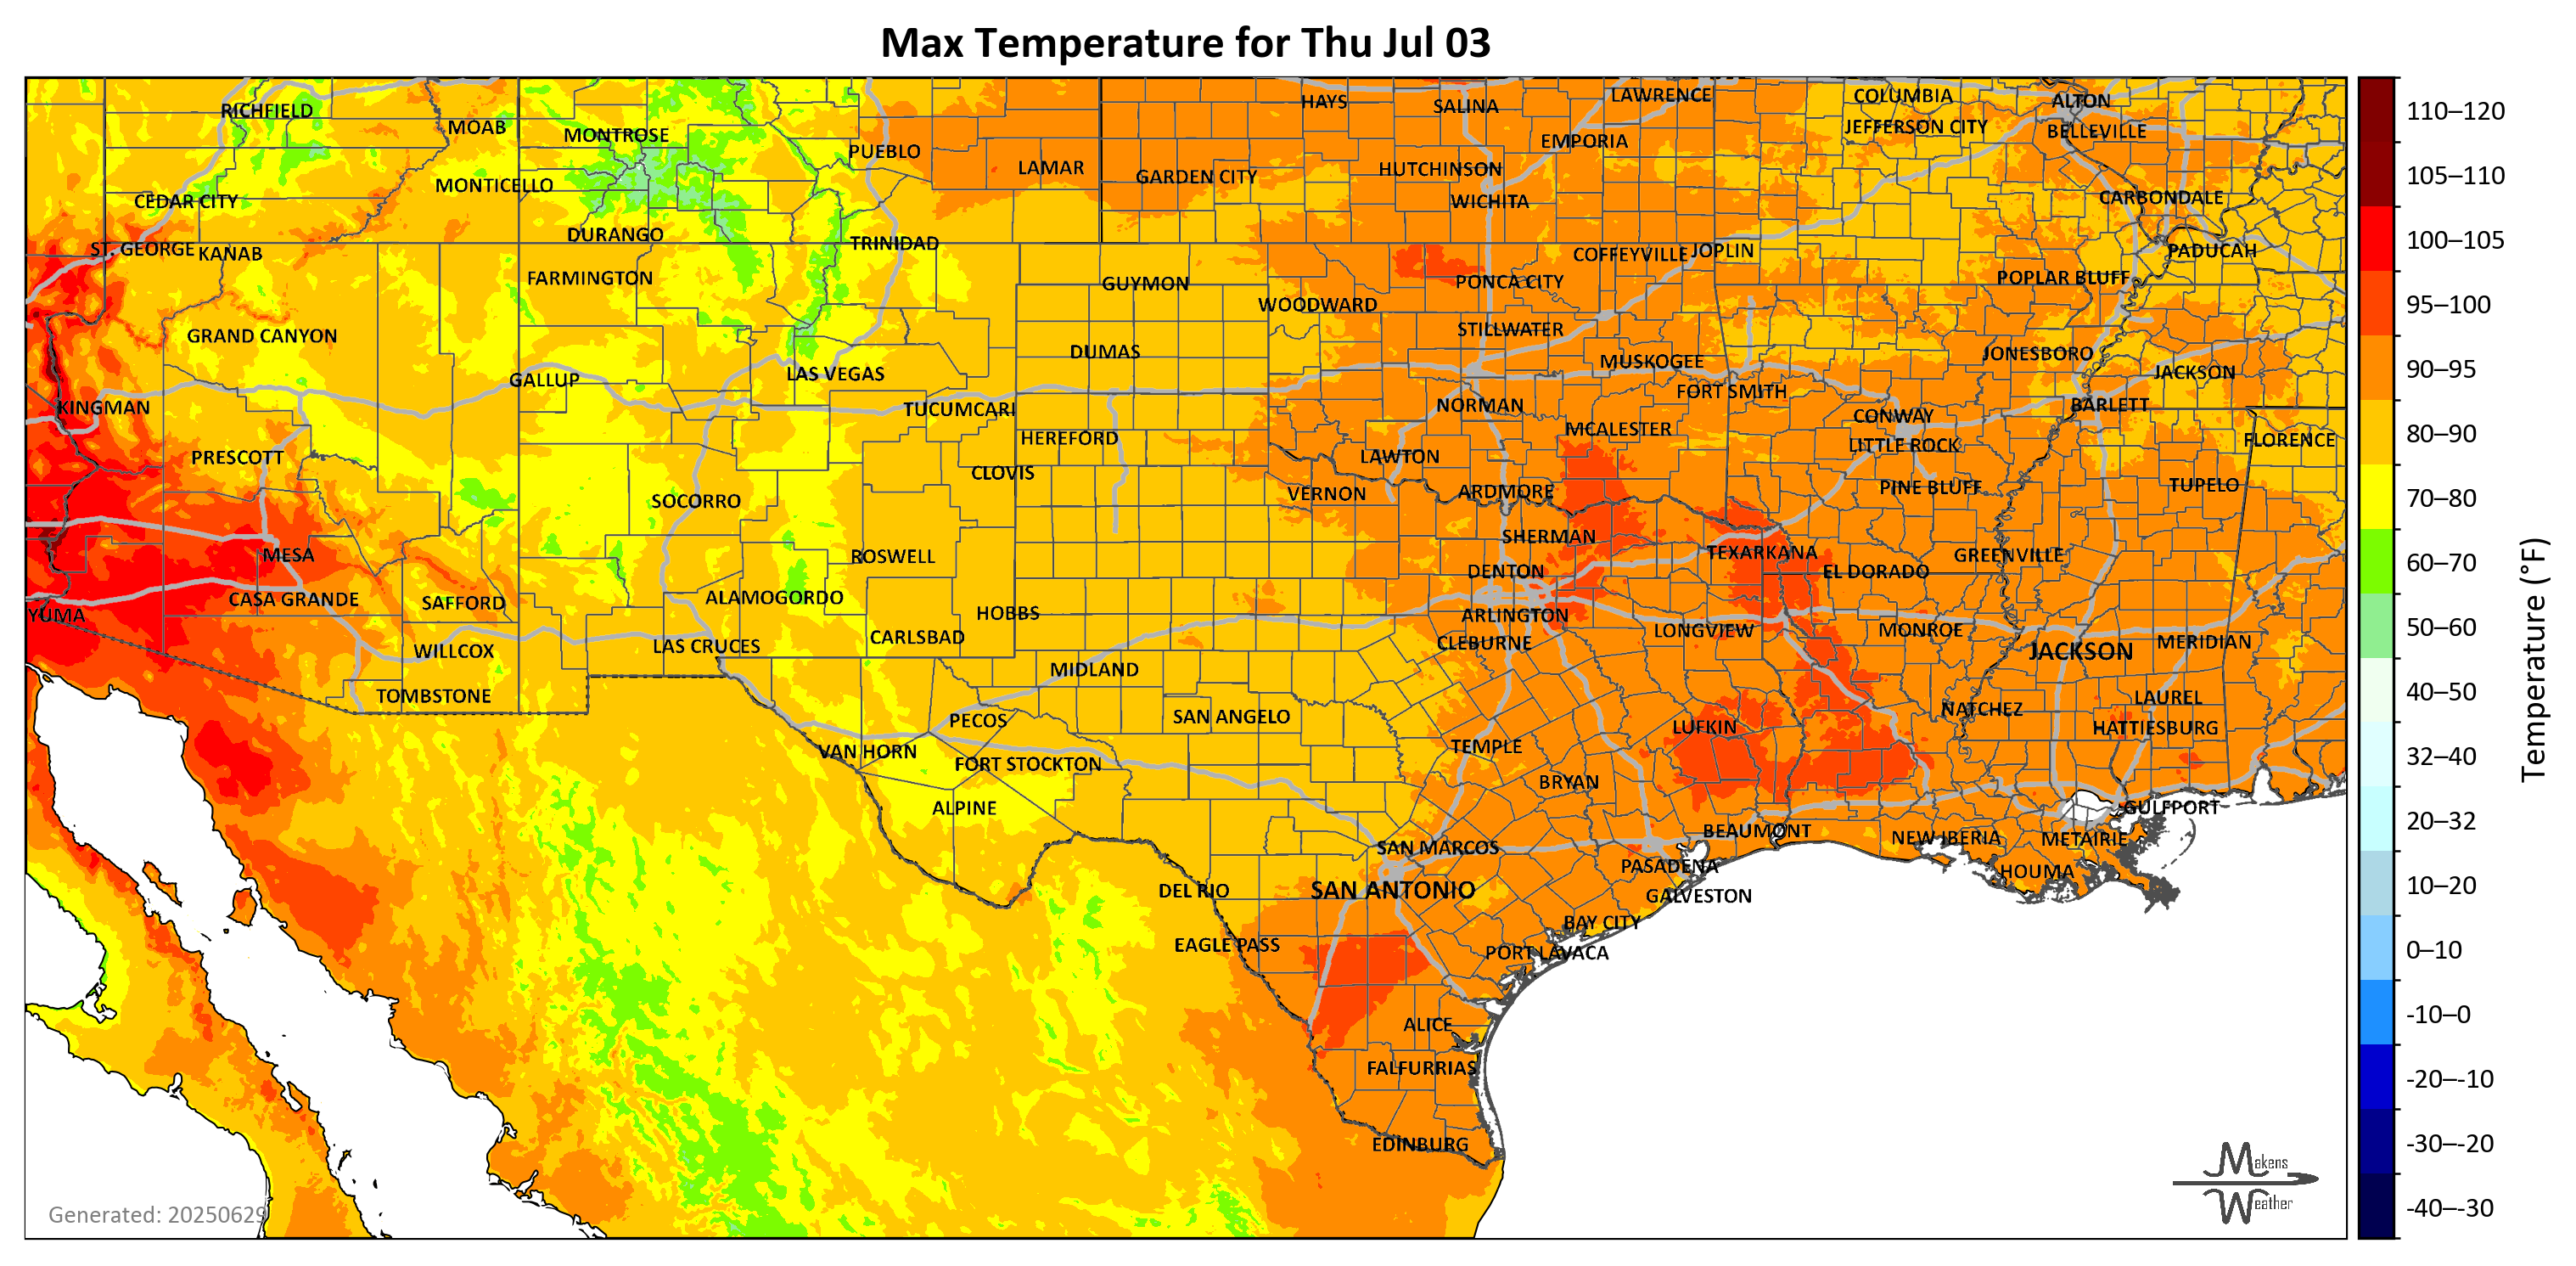 Max Temperature for Thu Jul 03
RICHFIELD
MOAB
MONTROSE
PUEBLO
LAMAR
GARDEN CITY
HAYS
SALINA
LAWRENCE
EMPORIA
HUTCHINSON
WICHITA
COLUMBIA
JEFFERSON CITY
ALTON
BELLEVILLE
CARBONDALE
PADUCAH
CEDAR CITY
MONTICELLO
DURANGO
TRINIDAD
ST. GEORGE
KANAB
FARMINGTON
GUYMON
WOODWARD
PONCA CITY
COFFEYVILLE
JOPLIN
POPLAR BLUFF
GRAND CANYON
STILLWATER
DUMAS
MUSKOGEE
JONESBORO
JACKSON
GALLUP
LAS VEGAS
FORT SMITH
KINGMAN
TUCUMCARI
NORMAN
CONWAY
BARLETT
HEREFORD
MCALESTER
LITTLE ROCK
FLORENCE
PRESCOTT
CLOVIS
LAWTON
SOCORRO
VERNON
ARDMORE
PINE BLUFF
TUPELO
SHERMAN
MESA
ROSWELL
TEXARKANA
GREENVILLE
DENTON
EL DORADO
CASA GRANDE
SAFFORD
ALAMOGORDO
HOBBS
YUMA
ARLINGTON
CARLSBAD
LAS CRUCES
CLEBURNE
LONGVIEW
MONROE
JACKSON
MERIDIAN
WILLCOX
MIDLAND
TOMBSTONE
PECOS
SAN ANGELO
NATCHEZ
LAUREL
LUFKIN
HATTIESBURG
VAN HORN
FORT STOCKTON
TEMPLE
BRYAN
ALPINE
GULFPORT
BEAUMONT
NEW IBERIA
METAIRIE
SAN MARCOS
PASADENA
HOUMA
DEL RIO
SAN ANTONIO
GALVESTON
BAY CITY
EAGLE PASS
PORT LAVACA
ALICE
FALFURRIAS
EDINBURG
Generated: 20250629
Makens
Weather
110–120
105–110
100–105
95–100
90–95
80–90
70–80
60–70
50–60
40–50
32–40
20–32
10–20
0–10
-10–0
-20–-10
-30–-20
-40–-30
Temperature (°F)